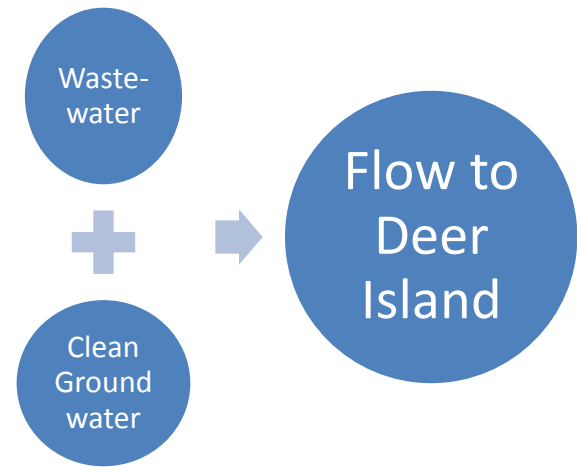 Waste-
water
Clean
Ground
water
Flow to
Deer
Island